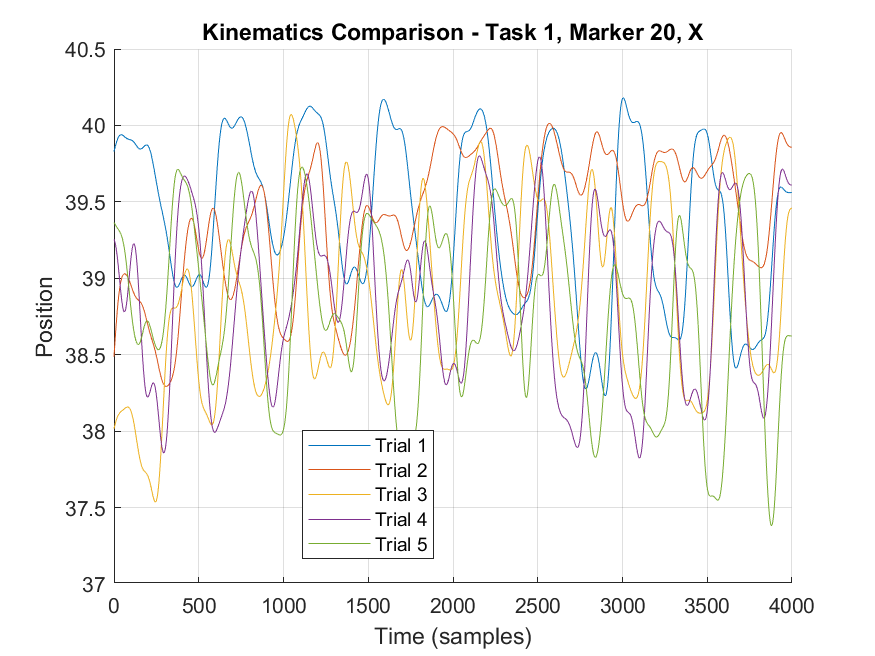 Kinematics Comparison - Task 1, Marker 20, X
40.5
40
39.5
39
38.5
38
37.5
37
Position
Trial 1
Trial 2
Trial 3
Trial 4
Trial 5
0 500 1000 1500 2000 2500 3000 3500 4000
Time (samples)